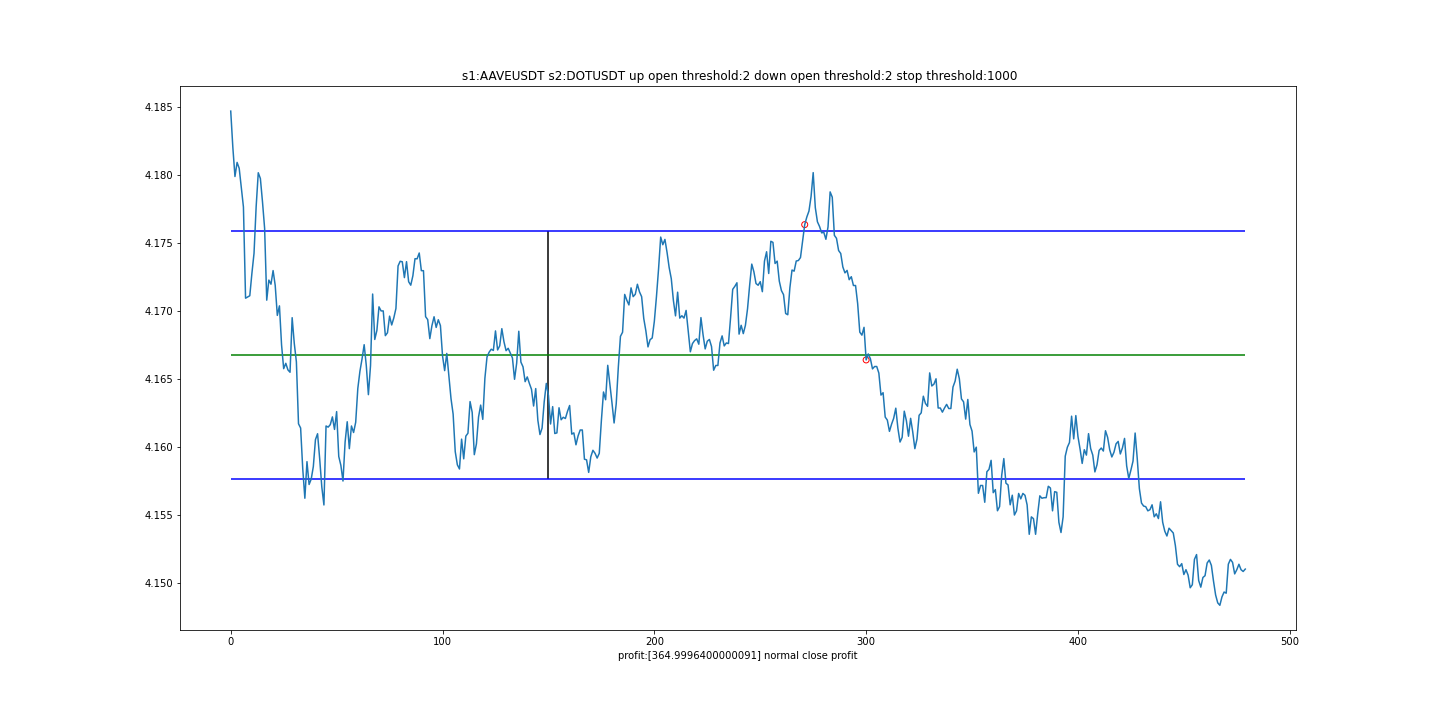 s1:AAVEUSDT s2:DOTUSDT up open threshold:2 down open threshold:2 stop threshold:1000
4.185
4.180
4.175
4.170
4.165
4.160
4.155
4.150
0 100 200 300 400 500
profit:[364.9996400000091] normal close profit